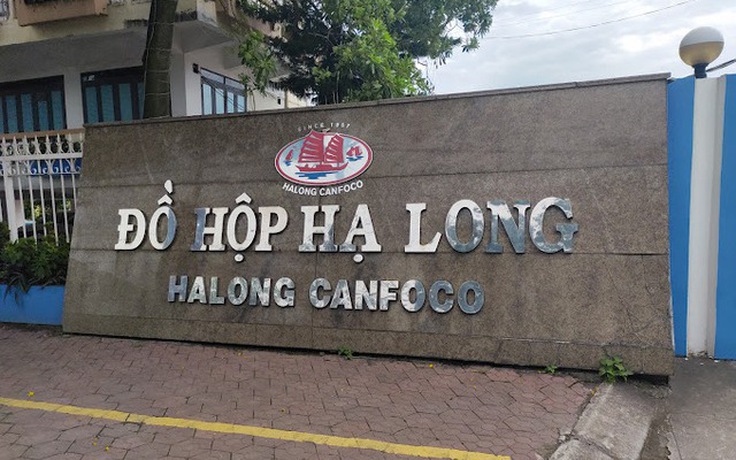 SINCE 1957
HALONG CANFOCO
ĐỒ HỘP HẠ LONG
HALONG CANFOCO